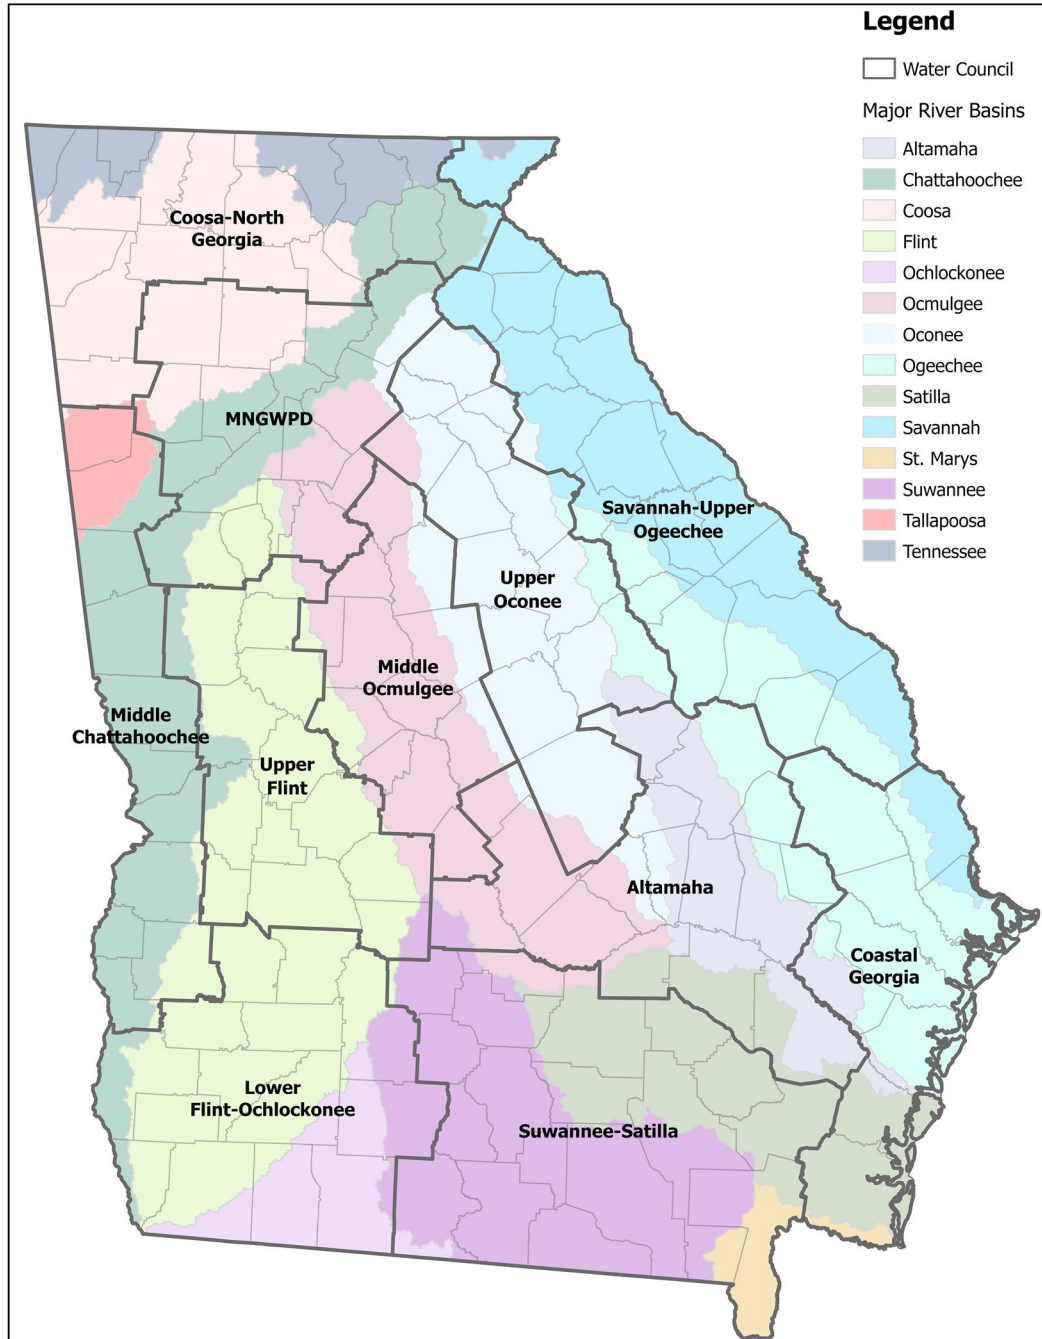 Legend
Water Council
Major River Basins
Altamaha
Chattahoochee
Coosa
Flint
Ochlockonee
Ocmulgee
Oconee
Ogeechee
Satilla
Savannah
St. Marys
Suwannee
Tallapoosa
Tennessee
Coosa-North
Georgia
MNGWPD
Savannah-Upper
Ogeechee
Upper
Oconee
Middle
Ocmulgee
Middle
Chattahoochee
Upper
Flint
Altamaha
Coastal
Georgia
Lower
Flint-Ochlockonee
Suwannee-Satilla